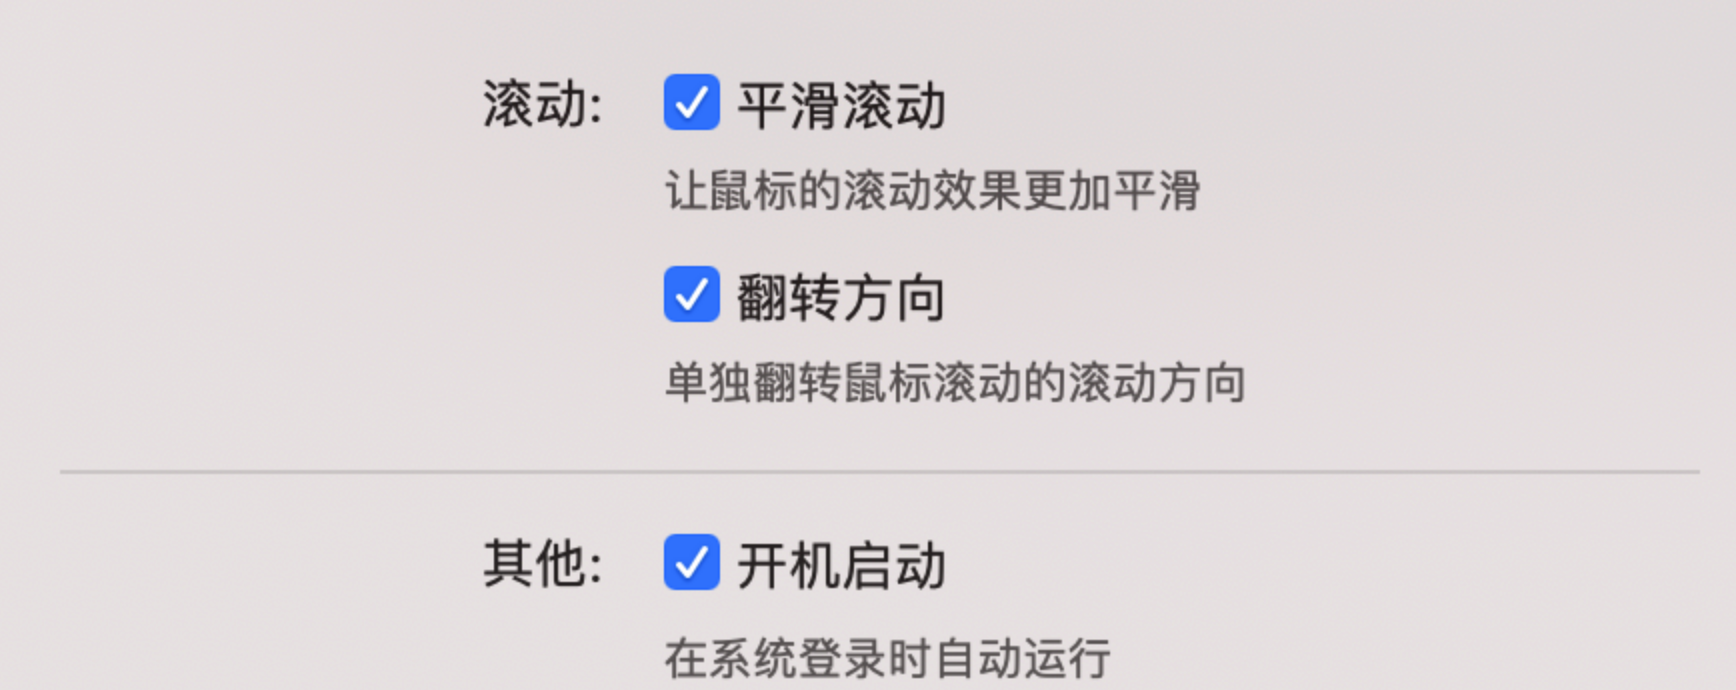 滚动: 平滑滚动
让鼠标的滚动效果更加平滑
翻转方向
单独翻转鼠标滚动的滚动方向
其他: 开机启动
在系统登录时自动运行